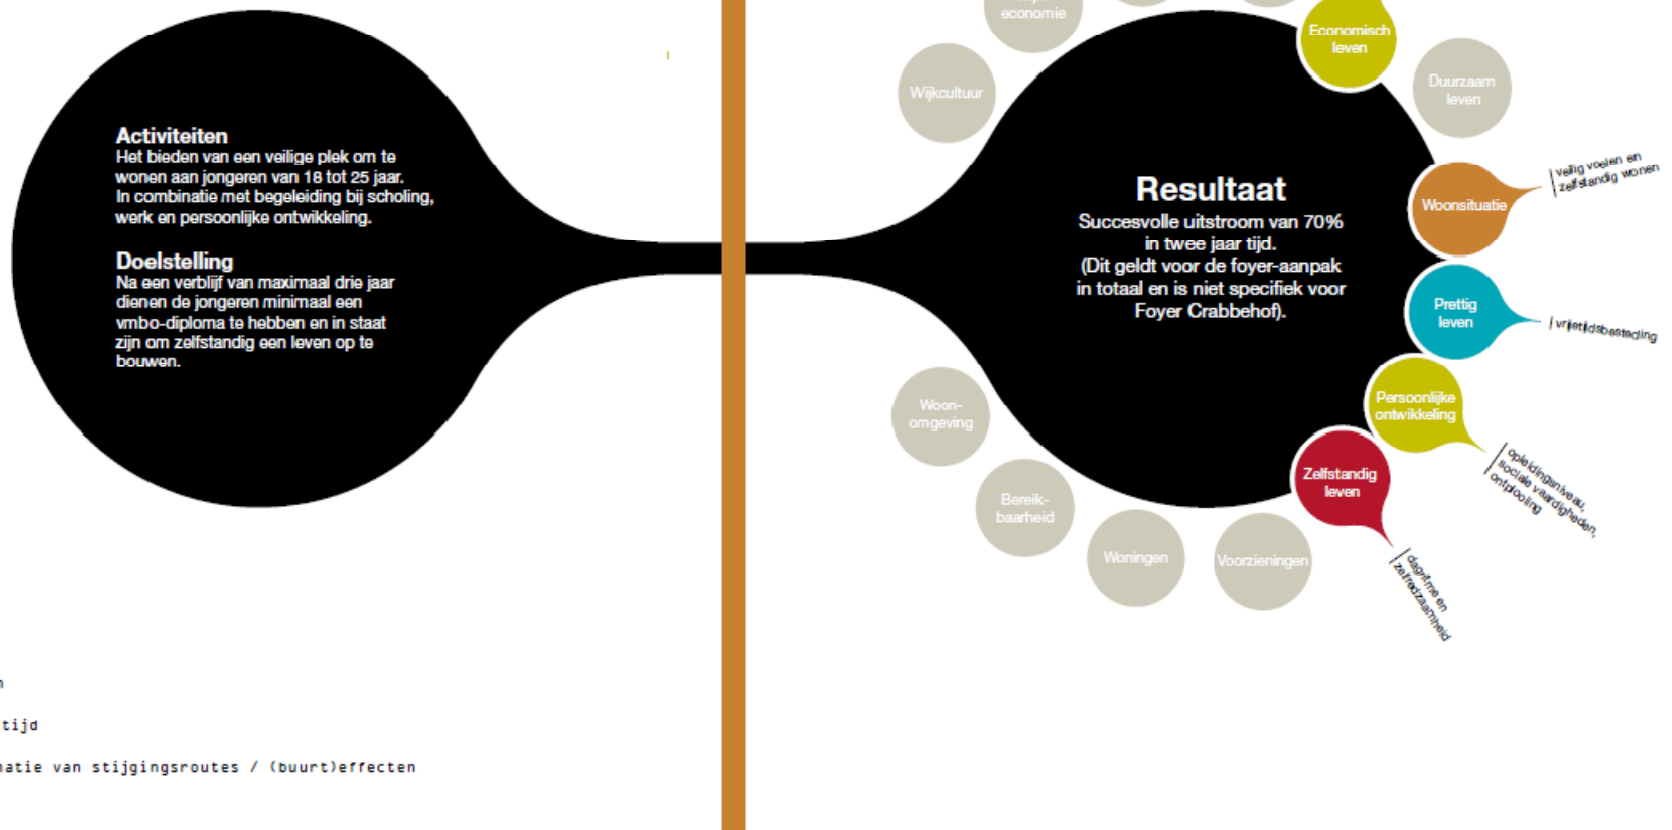 Activiteiten
Het bieden van een veilige plek om te
wonen aan jongeren van 18 tot 25 jaar.
In combinatie met begeleiding bij scholing,
werk en persoonlijke ontwikkeling.
Doelstelling
Na een verblijf van maximaal drie jaar
dienen de jongeren minimaal een
vmbo-diploma te hebben en in staat
zijn om zelfstandig een leven op te
bouwen.
tijd
van stijgingsroutes / (buurt)effecten
economie
Wijkcultuur
Economisch
leven
Duurzaam
leven
Resultaat
Succesvolle uitstroom van 70%
in twee jaar tijd.
(Dit geldt voor de foyer-aanpak
in totaal en is niet specifiek voor
Foyer Crabbehof).
Woonsituatie
veilig voelen en
zelfstandig wonen
Prettig
leven
vrijetijdsbesteding
Persoonlijke
ontwikkeling
opleidingsniveau,
sociale vaardigheden,
ontplooiing
Zelfstandig
leven
dagritme en
zelfredzaamheid
Woon-
omgeving
Bereik-
baarheid
Woningen
Voorzieningen